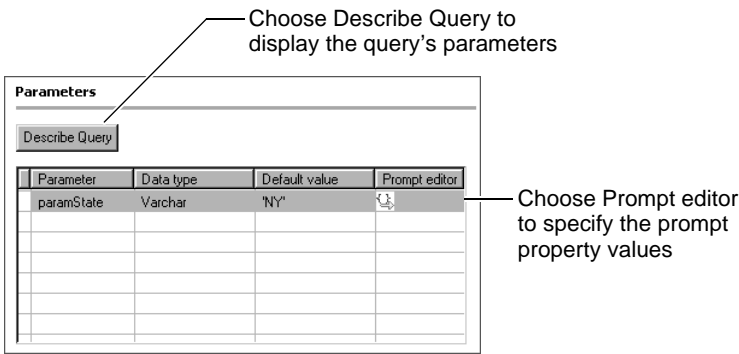 Choose Describe Query to
display the query's parameters
Parameters
Describe Query
Parameter Data type Default value Prompt editor
paramState Varchar 'NY'
Choose Prompt editor
to specify the prompt
property values